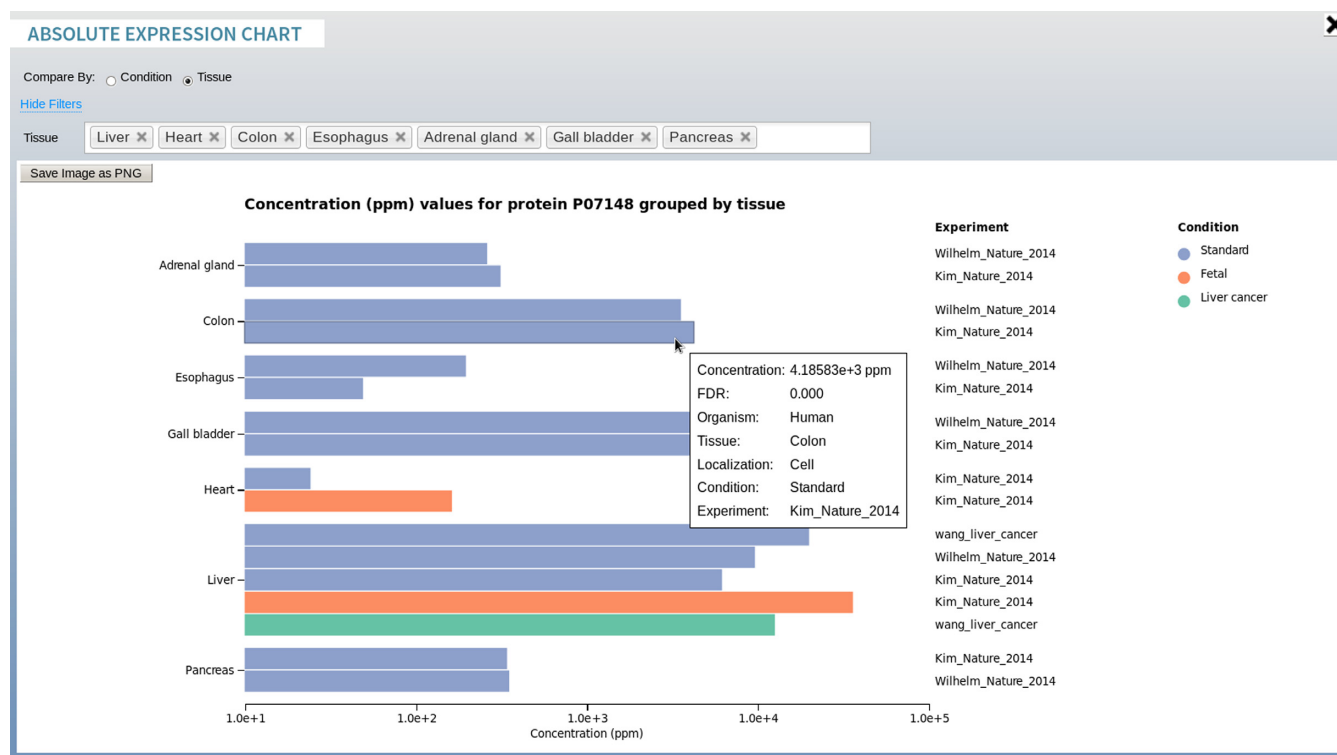 ABSOLUTE EXPRESSION CHART
Compare By: Condition Tissue
Hide Filters
Tissue Liver Heart Colon Esophagus Adrenal gland Gall bladder Pancreas
Save Image as PNG
Concentration (ppm) values for protein P07148 grouped by tissue
Experiment Condition
Wilhelm_Nature_2014 Standard
Adrenal gland
Kim_Nature_2014 Fetal
Liver cancer
Wilhelm_Nature_2014
Colon
Kim_Nature_2014
Wilhelm_Nature_2014
Concentration: 4.18583e+3 ppm
Esophagus
Kim_Nature_2014
FDR: 0.000
Organism: Human
Wilhelm_Nature_2014
Gall bladder
Tissue: Colon
Kim_Nature_2014
Localization: Cell
Kim_Nature_2014
Condition: Standard
Heart
Kim_Nature_2014
Experiment: Kim_Nature_2014
wang_liver_cancer
Wilhelm_Nature_2014
Liver Kim_Nature_2014
Kim_Nature_2014
wang_liver_cancer
Kim_Nature_2014
Pancreas
Wilhelm_Nature_2014
1.0e+1 1.0e+2 1.0e+3 1.0e+4 1.0e+5
Concentration (ppm)